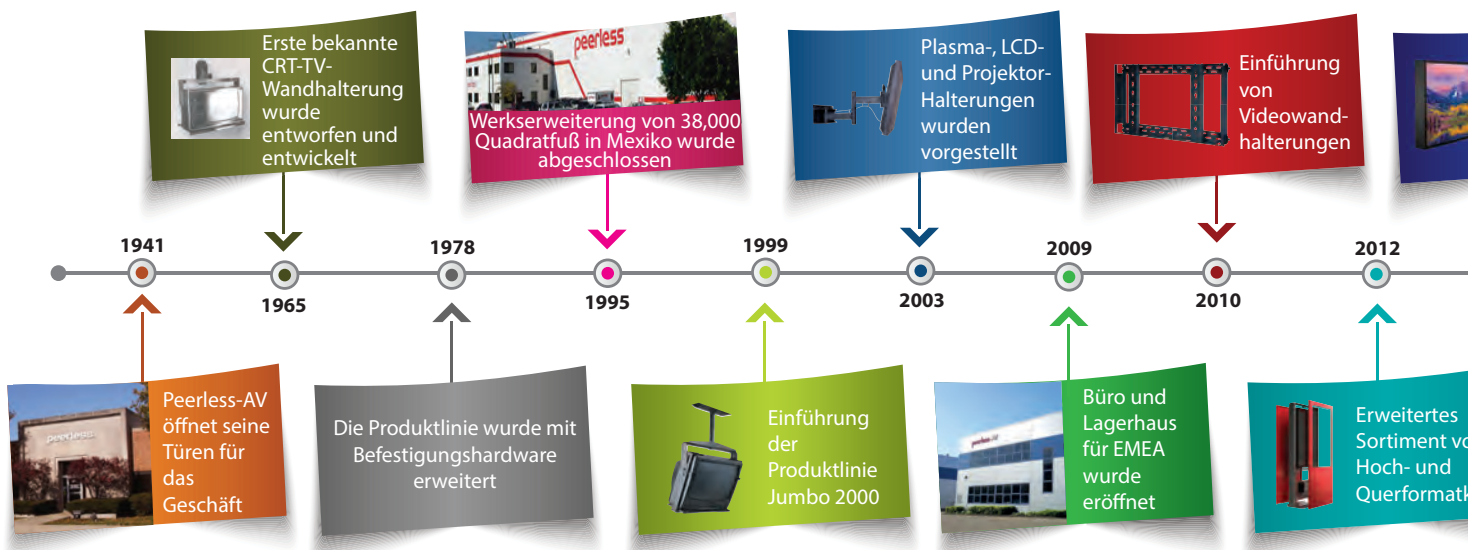 Erste bekannte
CRT-TV-
Wandhalterung
wurde
entworfen und
entwickelt
peerless
Werkserweiterung von 38,000
Quadratfuß in Mexiko wurde
abgeschlossen
Plasma-, LCD-
und Projektor-
Halterungen
wurden
vorgestellt
Einführung
von
Videowand-
halterungen
1941
1965
1978
1995
1999
2003
2009
2010
2012
peerless
Peerless-AV
öffnet seine
Türen für
das
Geschäft
Die Produktlinie wurde mit
Befestigungshardware
erweitert
Einführung
der
Produktlinie
Jumbo 2000
peerless-AV
Büro und
Lagerhaus
für EMEA
wurde
eröffnet
Erweitertes
Sortiment
Hoch- und